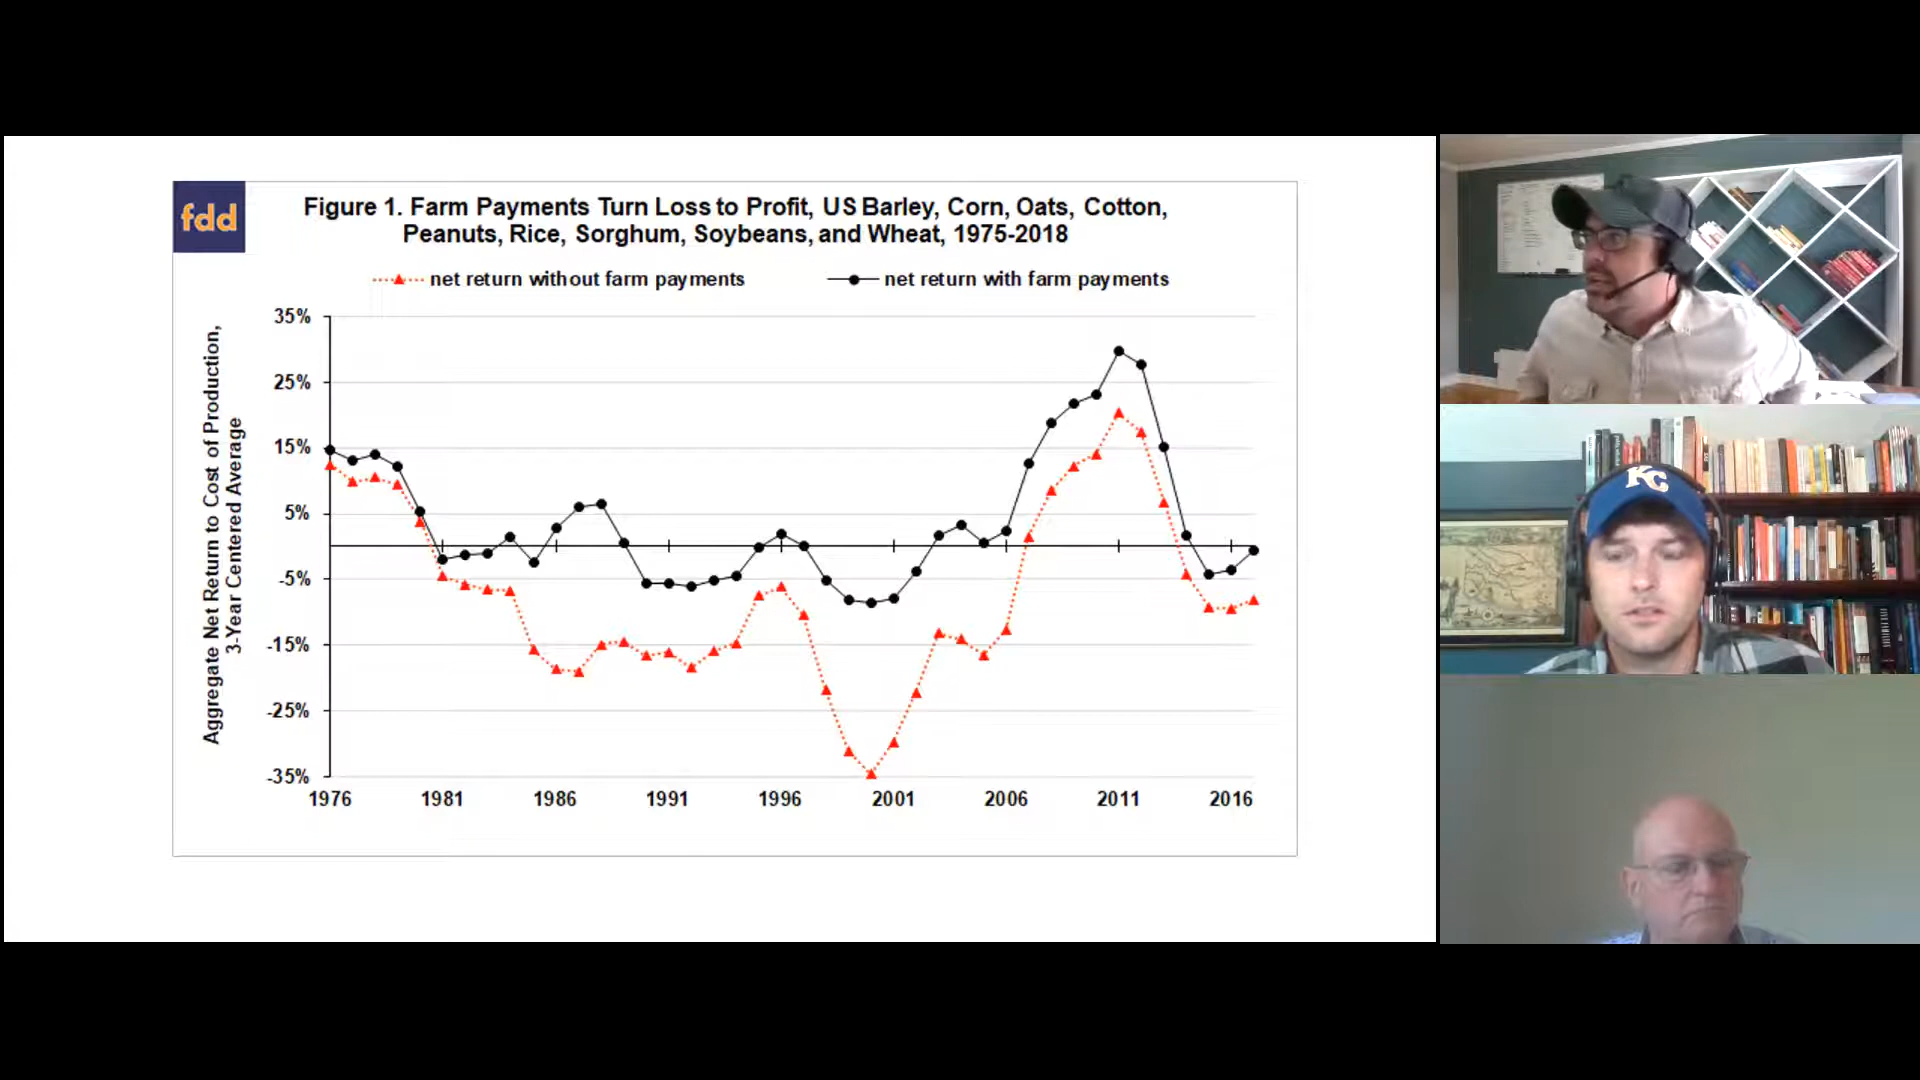 fdd
Figure 1. Farm Payments Turn Loss to Profit, US Barley, Corn, Oats, Cotton,
Peanuts, Rice, Sorghum, Soybeans, and Wheat, 1975-2018
net return without farm payments
net return with farm payments
Aggregate Net Return to Cost of Production,
3-Year Centered Average
35%
25%
15%
5%
-5%
-15%
-25%
-35%
1976 1981 1986 1991 1996 2001 2006 2011 2016
KC